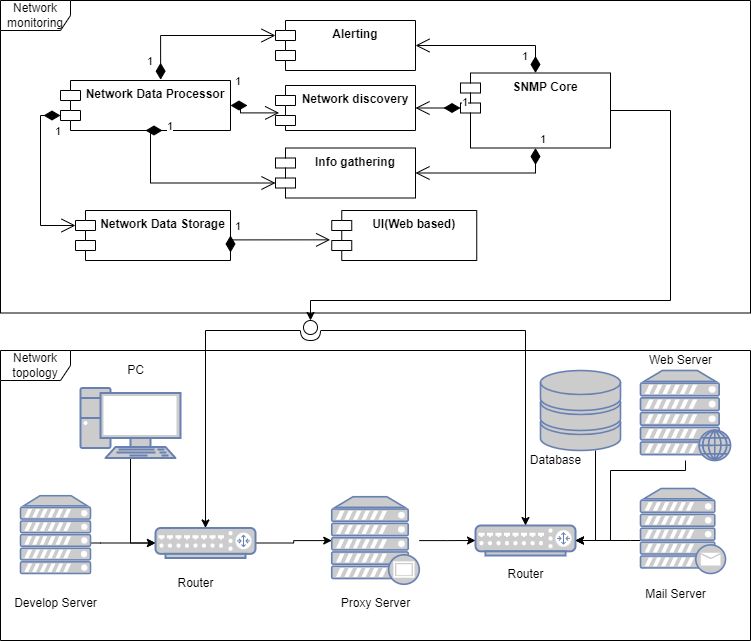 Network
monitoring
Alerting
1
1
Network Data Processor
1
SNMP Core
Network discovery
1
1
1
1
Info gathering
Network Data Storage
1
UI(Web based)
Network
topology
PC
Web Server
Database
Router
Router
Develop Server
Proxy Server
Mail Server